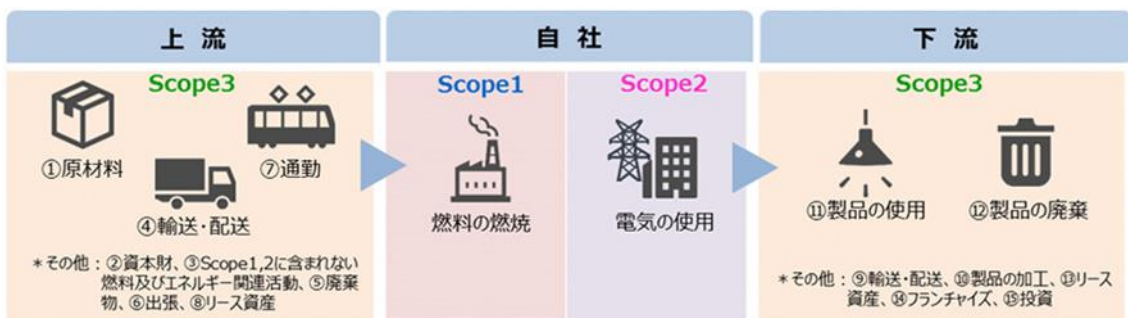 上流
自社
下流
Scope3
①原材料
⑦通勤
④輸送・配送
*その他：②資本財、③Scope1,2に含まれない
燃料及びエネルギー関連活動、⑤廃棄
物、⑥出張、⑧リース資産
Scope1
燃料の燃焼
Scope2
電気の使用
Scope3
⑪製品の使用
⑫製品の廃棄
*その他：⑨輸送・配送、⑩製品の加工、⑬リース
資産、⑭フランチャイズ、⑮投資